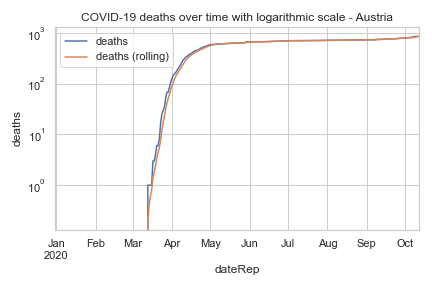 COVID-19 deaths over time with logarithmic scale - Austria
deaths
deaths (rolling)
deaths
10³
10²
10¹
10⁰
Jan Feb Mar Apr May Jun Jul Aug Sep Oct
2020
dateRep